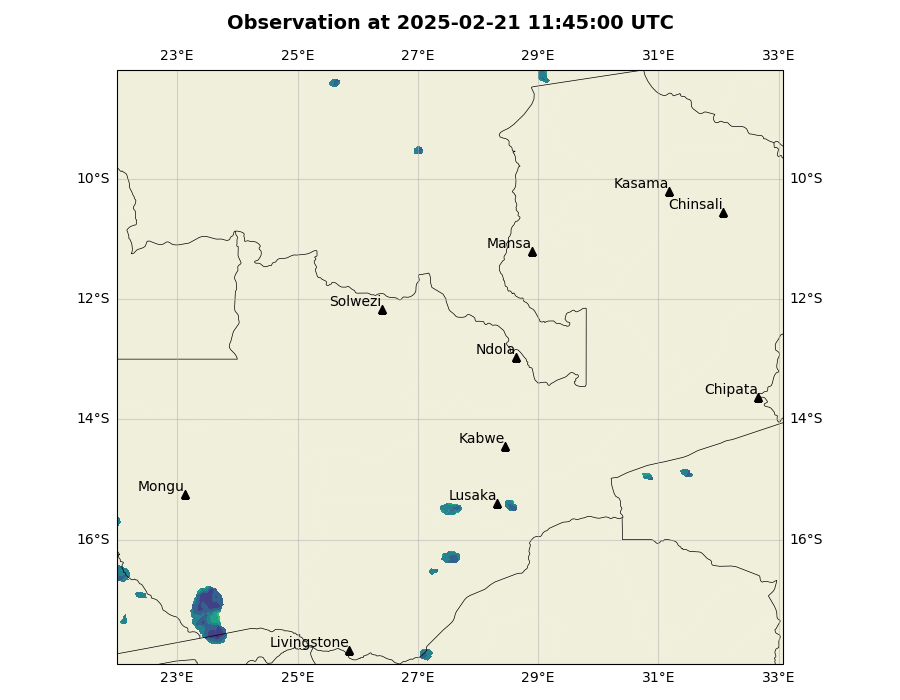 Observation at 2025-02-21 11:45:00 UTC
23°E 25°E 27°E 29°E 31°E 33°E
10°S 10°S
Kasama
Chinsali
Mansa
12°S 12°S
Solwezi
Ndola
Chipata
14°S 14°S
Kabwe
Mongu
Lusaka
16°S 16°S
Livingstone
23°E 25°E 27°E 29°E 31°E 33°E